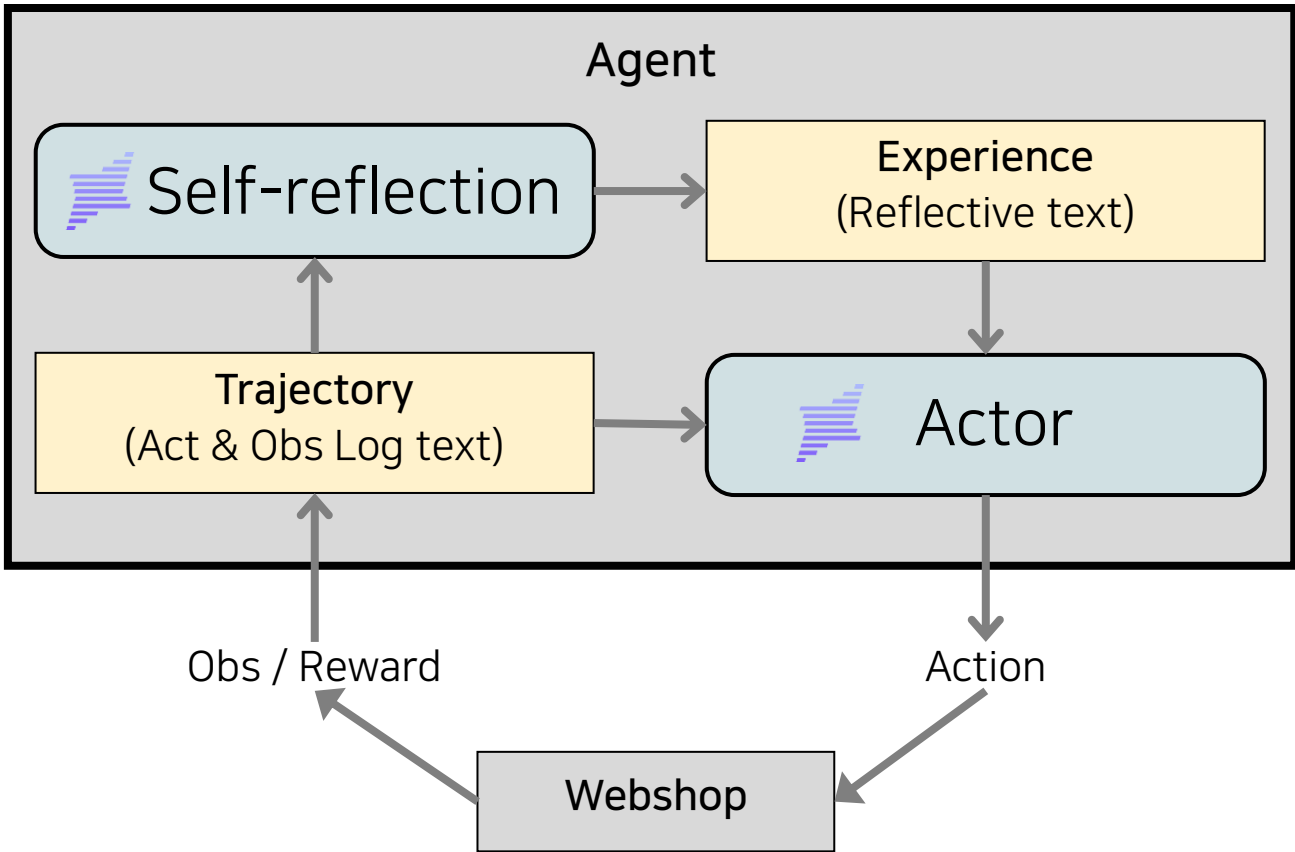 Agent
Self-reflection
Experience
(Reflective text)
Trajectory
(Act & Obs Log text)
Actor
Obs / Reward
Action
Webshop